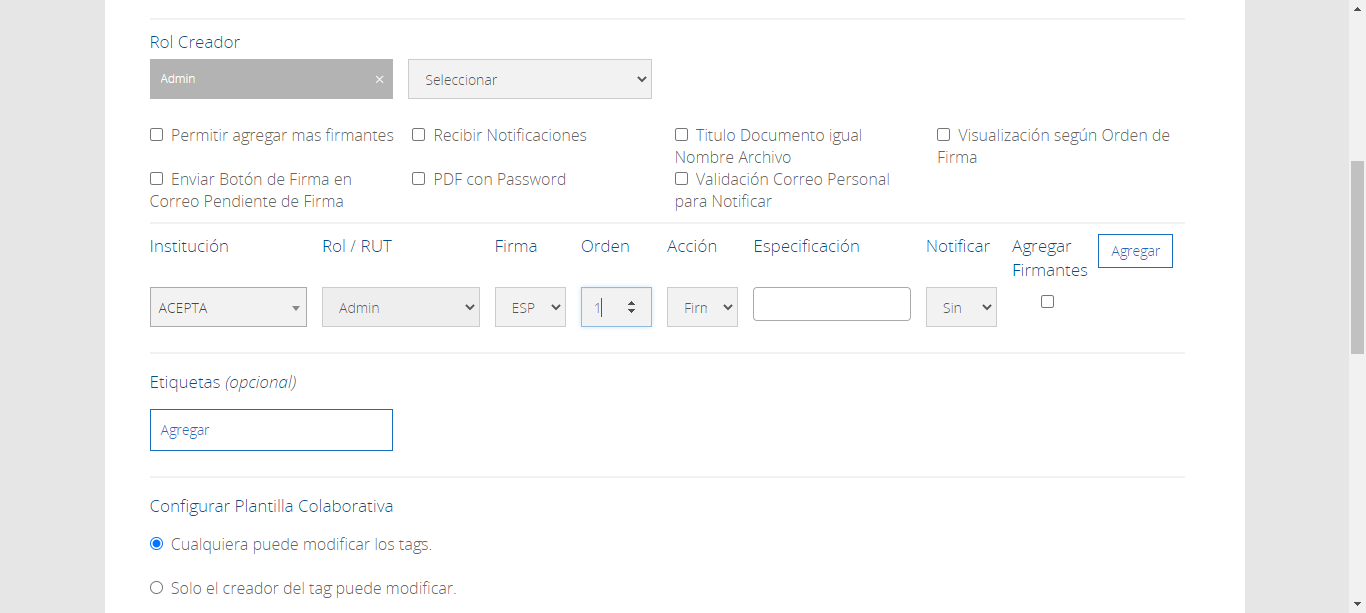 Rol Creador
Admin ×
Seleccionar
Permitir agregar mas firmantes
Recibir Notificaciones
Titulo Documento igual
Nombre Archivo
Visualización según Orden de
Firma
Enviar Botón de Firma en
Correo Pendiente de Firma
PDF con Password
Validación Correo Personal
para Notificar
Institución
Rol / RUT
Firma
Orden
Acción
Especificación
Notificar
Agregar
Firmantes
Agregar
ACEPTA
Admin
ESP
1
Firn
Sin
Etiquetas (opcional)
Agregar
Configurar Plantilla Colaborativa
Cualquiera puede modificar los tags.
Solo el creador del tag puede modificar.